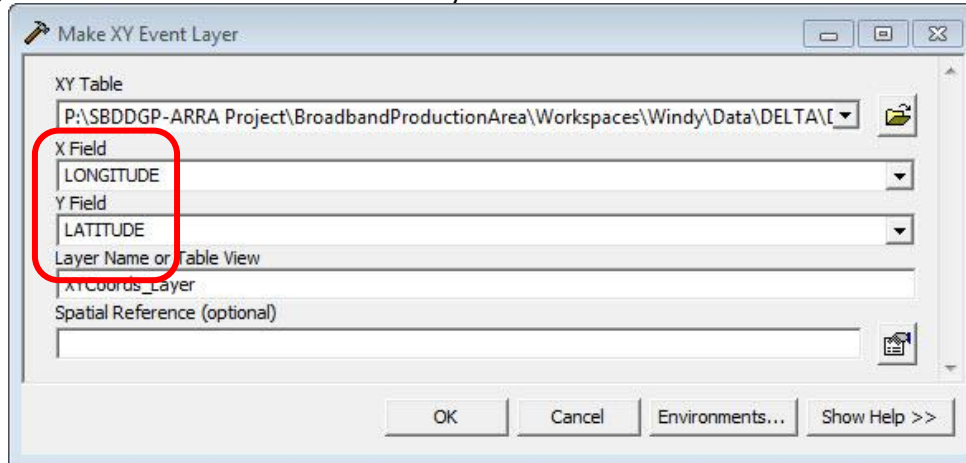 Make XY Event Layer
XY Table
P:\SBDDGP-ARRA Project\BroadbandProductionArea\Workspaces\Windy\Data\DELTA\
X Field
LONGITUDE
Y Field
LATITUDE
Layer Name or Table View
XYCoords_Layer
Spatial Reference (optional)
OK Cancel Environments... Show Help >>